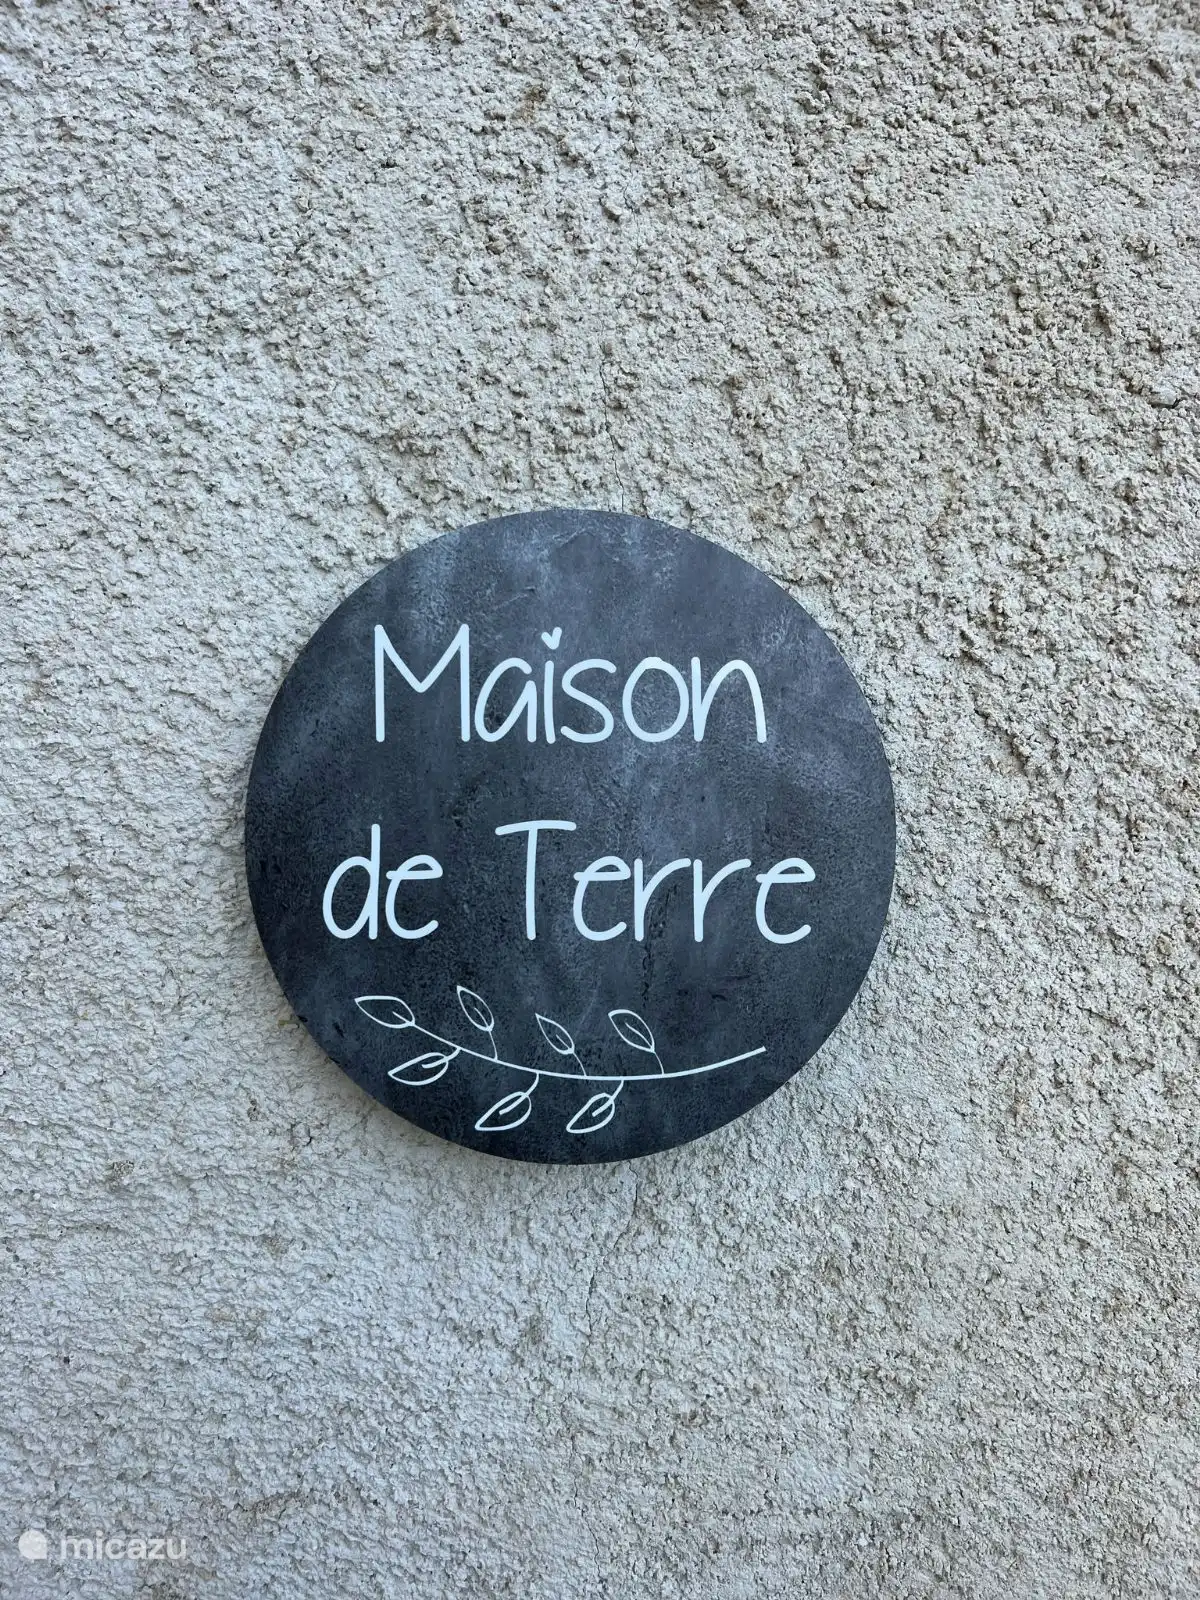 Maison
de Terre
micazu